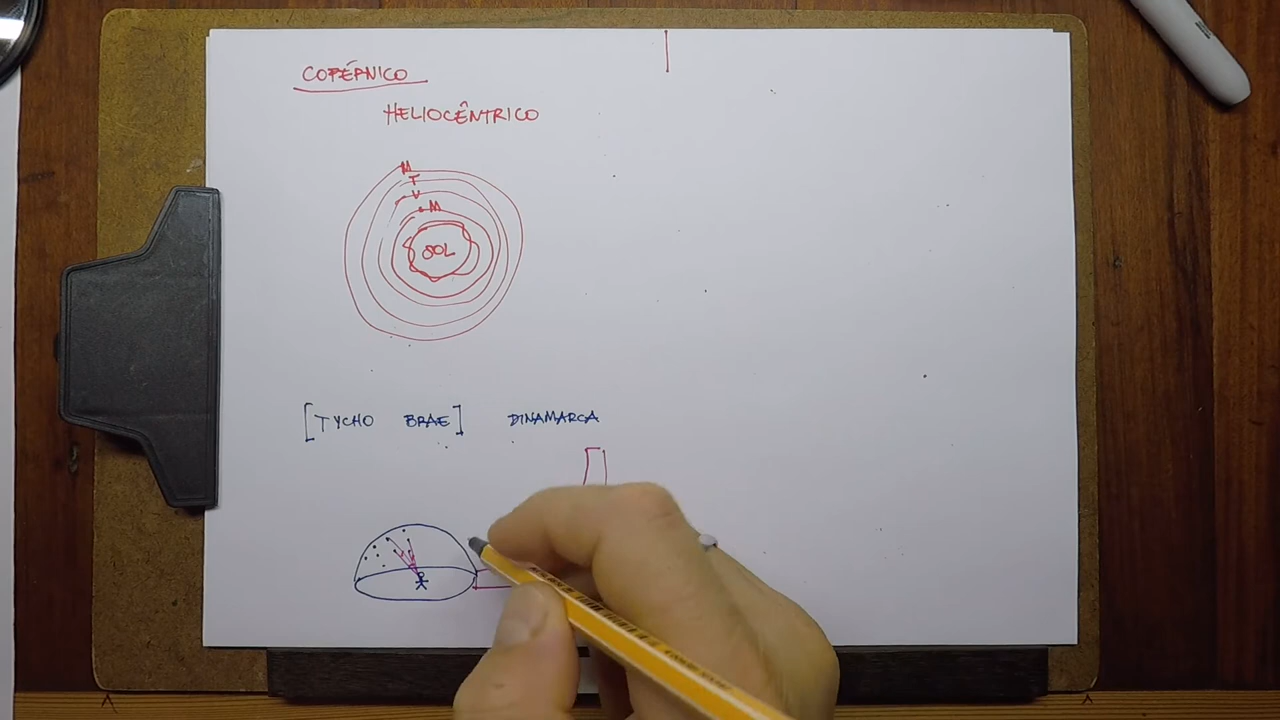 COPÉRNICO
HELIOCÊNTRICO
M
T
V
M
SOL
[TYCHO BRAE] DINAMARCA